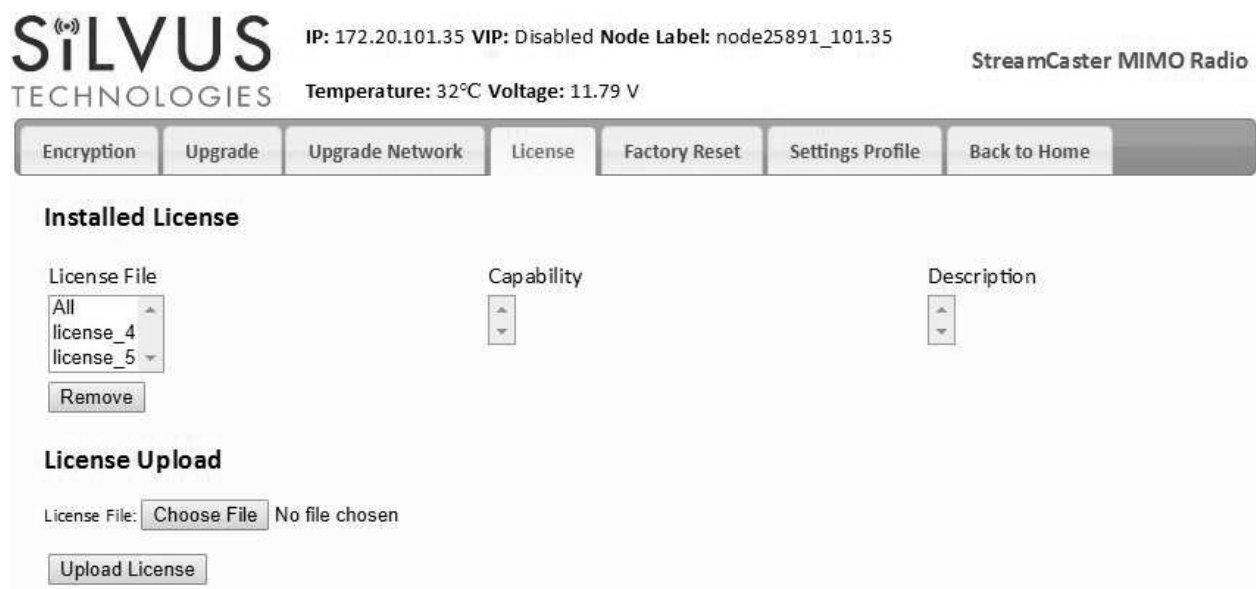 SiLVUS
TECHNOLOGIES
IP: 172.20.101.35 VIP: Disabled Node Label: node25891_101.35
StreamCaster MIMO Radio
Temperature: 32°C Voltage: 11.79 V
Encryption Upgrade Upgrade Network License Factory Reset Settings Profile Back to Home
Installed License
License File Capability Description
All
license_4
license_5
Remove
License Upload
License File: Choose File No file chosen
Upload License